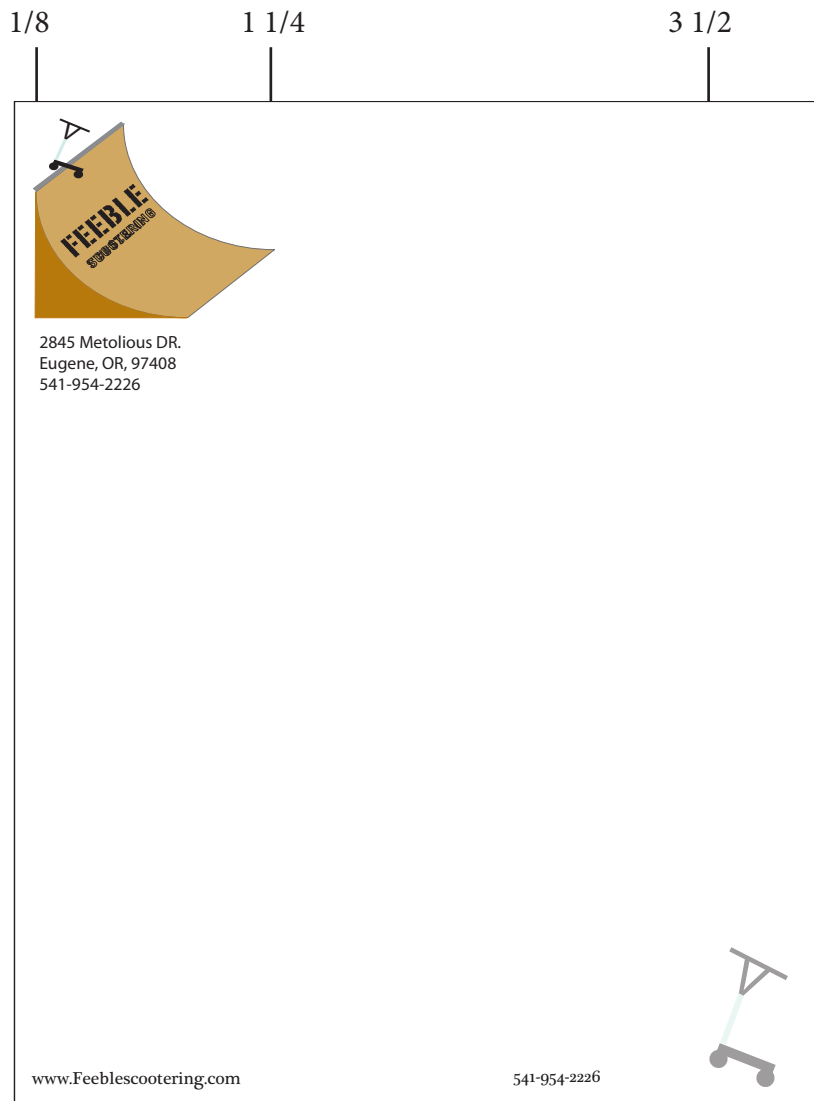 1/8 1 1/4 3 1/2
FEEBLE
SCOOTERING
2845 Metolious DR.
Eugene, OR, 97408
541-954-2226
www.Feeblescootering.com 541-954-2226